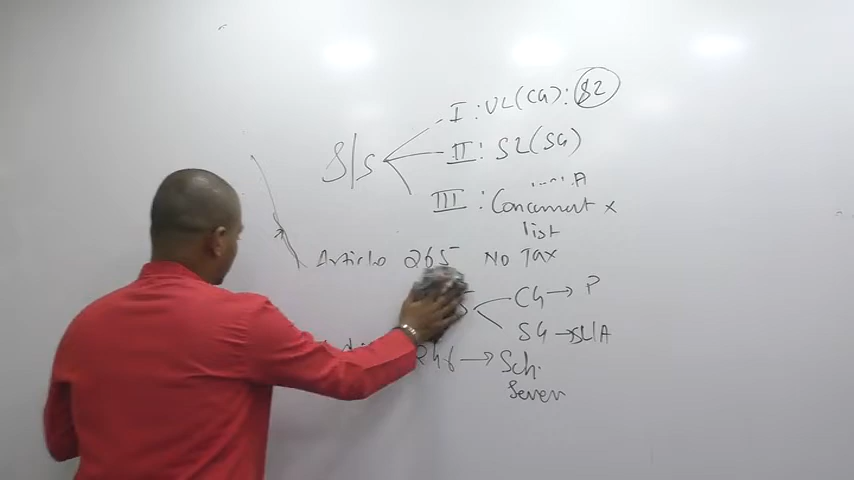 I : UL(CG) : 82
S/s
II : SL(SG)
III : Concurrent x
list
Article 265 No Tax
CG → P
SG → SLA
246 → Sch.
Seven